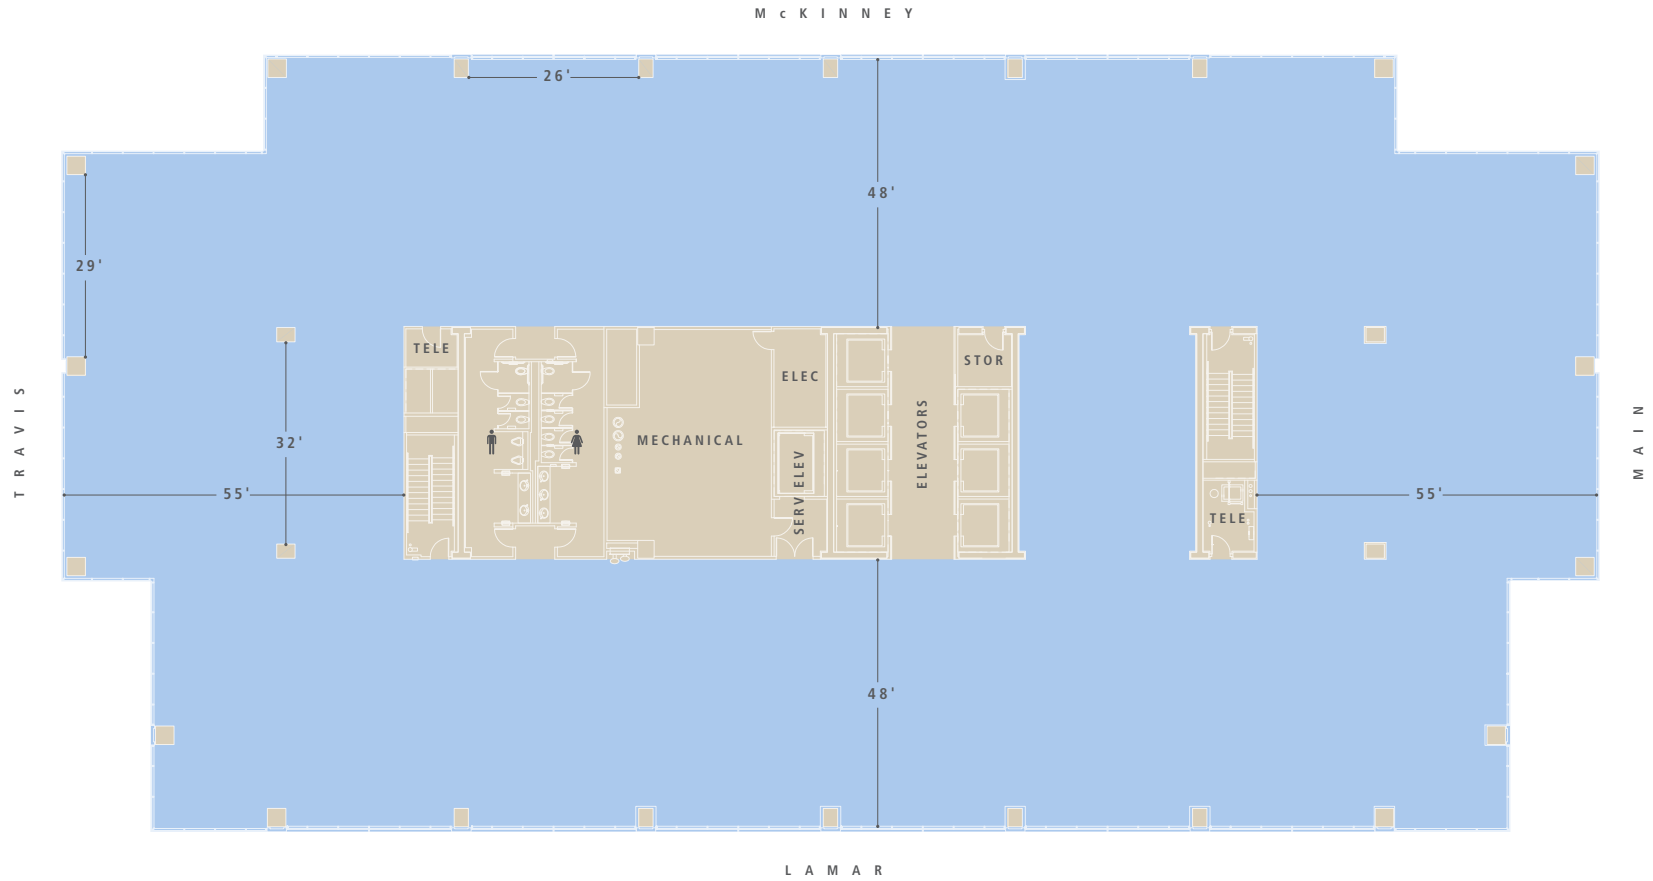 McKINNEY
26'
48'
29'
TELE
STOR
ELEC
TRAVIS
MAIN
32'
MECHANICAL
ELEVATORS
SERV ELEV
55'
55'
TELE
48'
LAMAR